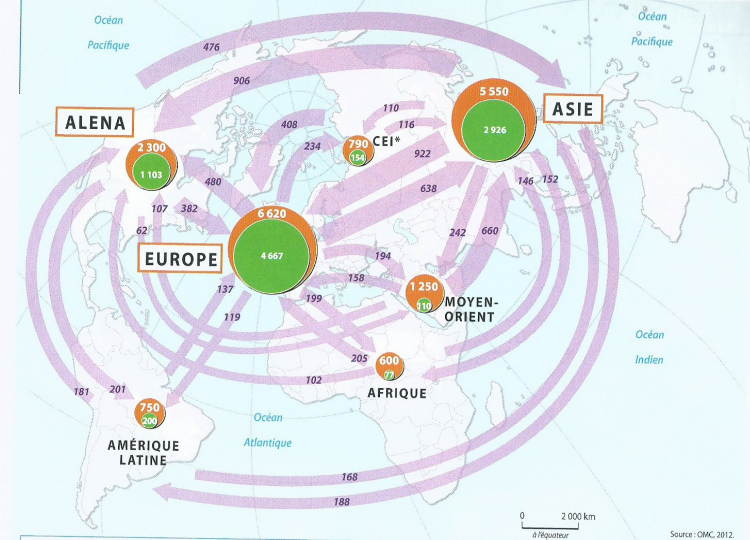 Océan
Pacifique
Océan
Pacifique
476
906
ALENA
2 300
1 103
5 550
2 926
ASIE
110
116
790
154
CEI*
408
234
922
638
480
107
382
62
146
152
6 620
4 667
EUROPE
242
660
194
158
1 250
110
MOYEN-
ORIENT
137
119
199
205
600
77
AFRIQUE
102
181
201
750
200
AMÉRIQUE
LATINE
Océan
Atlantique
Océan
Indien
168
188
0 2 000 km
à l'équateur
Source : OMC, 2012.